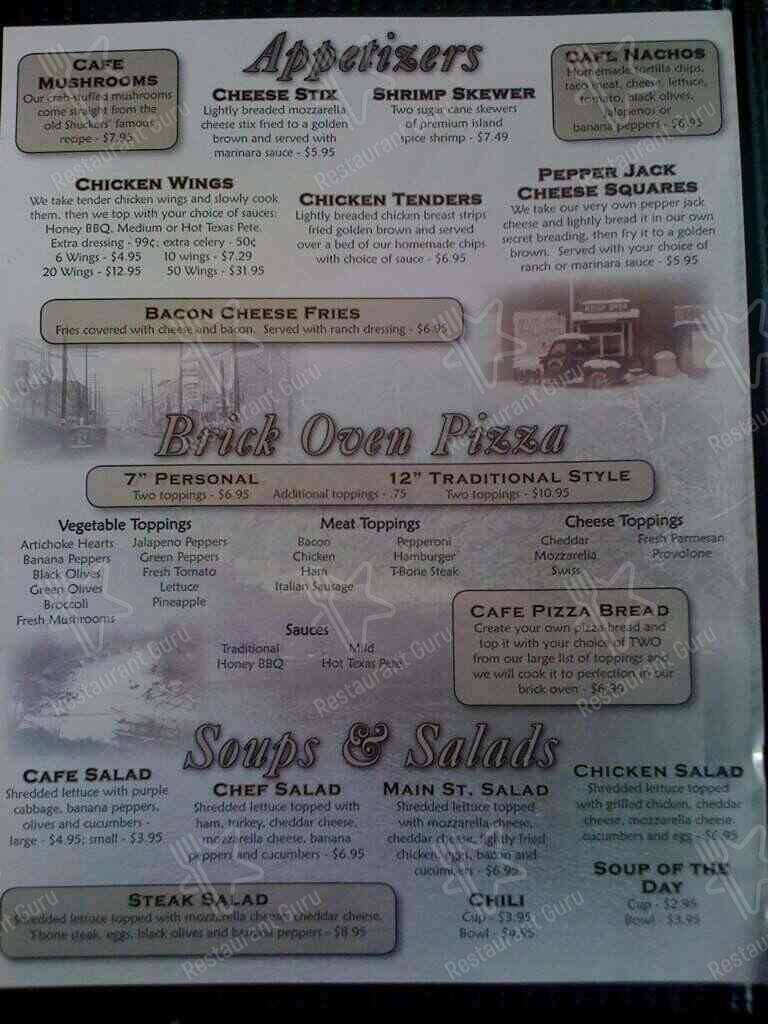 Appetizers
CAFE
MUSHROOMS
Our crab-stuffed mushrooms
come straight from the
old Shuckers' famous
recipe - $7.95
CHEESE STIX
Lightly breaded mozzarella
cheese stix fried to a golden
brown and served with
marinara sauce - $5.95
SHRIMP SKEWER
Two sugar cane skewers
of premium island
spice shrimp - $7.49
CAFE NACHOS
Homemade tortilla chips,
taco meat, cheese, lettuce,
tomato, black olives,
jalapenos or
banana peppers - $6.95
CHICKEN WINGS
We take tender chicken wings and slowly cook
them, then we top with your choice of sauces:
Honey BBQ, Medium or Hot Texas Pete.
Extra dressing - 99¢; extra celery - 50¢
6 Wings - $4.95 10 wings - $7.29
20 Wings - $12.95 50 Wings - $31.95
CHICKEN TENDERS
Lightly breaded chicken breast strips
fried golden brown and served
over a bed of our homemade chips
with choice of sauce - $6.95
PEPPER JACK
CHEESE SQUARES
We take our very own pepper jack
cheese and lightly bread it in our own
secret breading, then fry it to a golden
brown. Served with your choice of
ranch or marinara sauce - $5.95
BACON CHEESE FRIES
Fries covered with cheese and bacon. Served with ranch dressing - $6.95
Brick Oven Pizza
7" PERSONAL
Two toppings - $6.95
Additional toppings - .75
12" TRADITIONAL STYLE
Two toppings - $10.95
Vegetable Toppings
Artichoke Hearts
Banana Peppers
Black Olives
Green Olives
Broccoli
Fresh Mushrooms
Jalapeno Peppers
Green Peppers
Fresh Tomato
Lettuce
Pineapple
Meat Toppings
Bacon
Chicken
Ham
Italian Sausage
Pepperoni
Hamburger
T-Bone Steak
Cheese Toppings
Cheddar
Mozzarella
Swiss
Fresh Parmesan
Provolone
Sauces
Traditional
Honey BBQ
Mild
Hot Texas Pete
CAFE PIZZA BREAD
Create your own pizza bread and
top it with your choice of TWO
from our large list of toppings and
we will cook it to perfection in our
brick oven -
Soups & Salads
CAFE SALAD
Shredded lettuce with purple
cabbage, banana peppers,
olives and cucumbers -
large - $4.95; small - $3.95
CHEF SALAD
Shredded lettuce topped with
ham, turkey, cheddar cheese,
mozzarella cheese, banana
peppers and cucumbers - $6.95
MAIN ST. SALAD
Shredded lettuce topped
with mozzarella cheese,
cheddar cheese, lightly fried
chicken, eggs, bacon and
cucumbers - $6.95
CHICKEN SALAD
Shredded lettuce topped
with grilled chicken, cheddar
cheese, mozzarella cheese,
cucumbers and egg - $6.95
STEAK SALAD
Shredded lettuce topped with mozzarella cheese, cheddar cheese,
T-bone steak, eggs, black olives and banana peppers - $8.95
CHILI
Cup - $3.95
Bowl - $4.95
SOUP OF THE
DAY
Cup - $2.95
Bowl - $3.95
Restaurant Guru